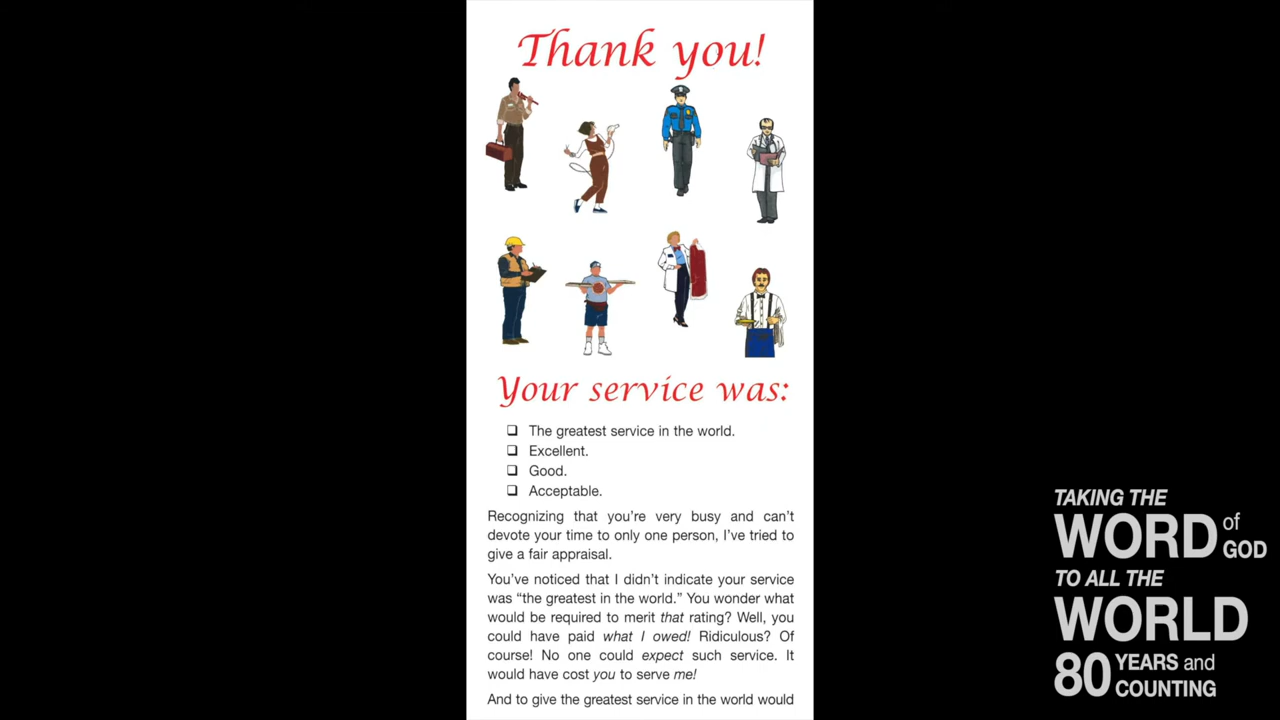 Thank you!
Your service was:
❑ The greatest service in the world.
❑ Excellent.
❑ Good.
❑ Acceptable.
Recognizing that you’re very busy and can’t
devote your time to only one person, I’ve tried to
give a fair appraisal.
You’ve noticed that I didn’t indicate your service
was “the greatest in the world.” You wonder what
would be required to merit that rating? Well, you
could have paid what I owed! Ridiculous? Of
course! No one could expect such service. It
would have cost you to serve me!
And to give the greatest service in the world would
TAKING THE
WORD of GOD
TO ALL THE
WORLD
80 YEARS and
COUNTING